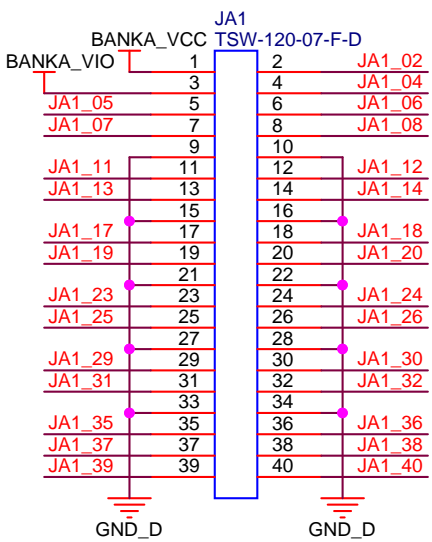 JA1
BANKA_VCC TSW-120-07-F-D
BANKA_VIO 1 2 JA1_02
3 4 JA1_04
JA1_05 5 6 JA1_06
JA1_07 7 8 JA1_08
9 10
JA1_11 11 12 JA1_12
JA1_13 13 14 JA1_14
15 16
JA1_17 17 18 JA1_18
JA1_19 19 20 JA1_20
21 22
JA1_23 23 24 JA1_24
JA1_25 25 26 JA1_26
27 28
JA1_29 29 30 JA1_30
JA1_31 31 32 JA1_32
33 34
JA1_35 35 36 JA1_36
JA1_37 37 38 JA1_38
JA1_39 39 40 JA1_40
GND_D GND_D